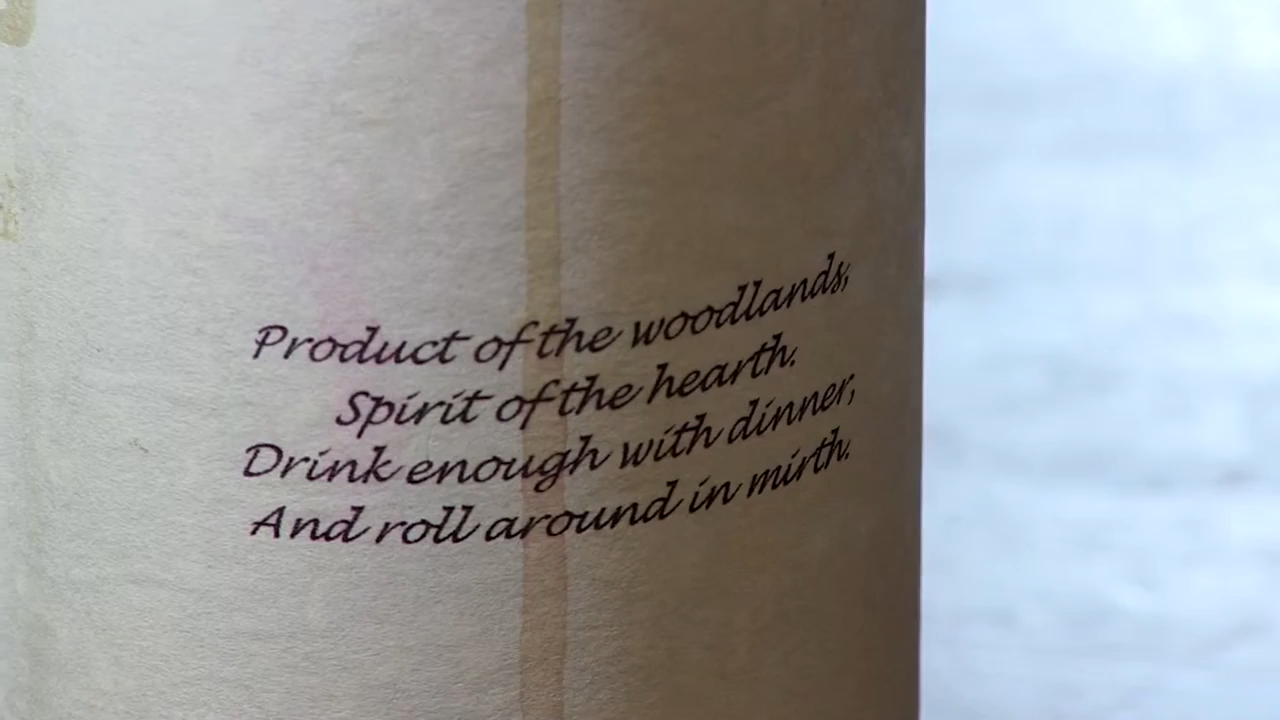 Product of the woodlands,
Spirit of the hearth.
Drink enough with dinner,
And roll around in mirth.